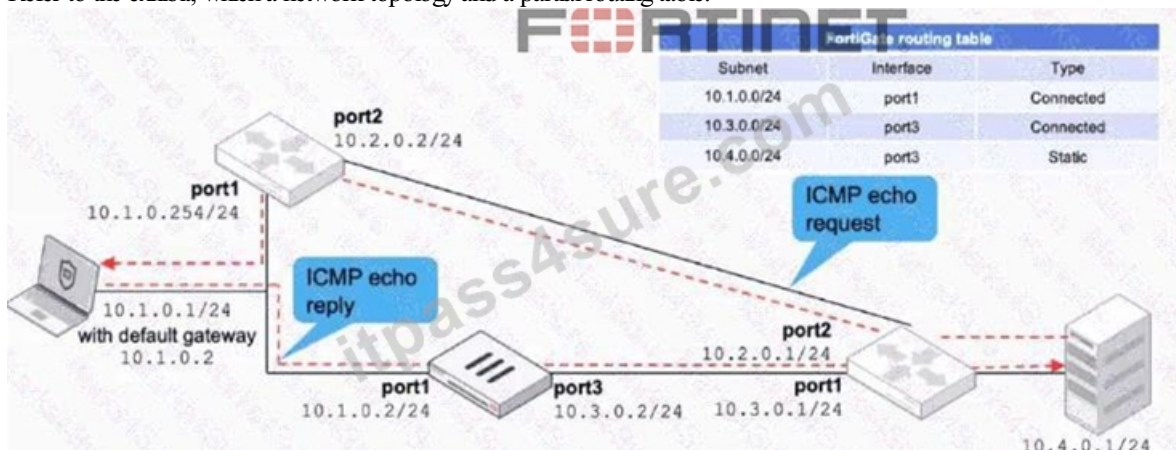 FORTINET
FortiGate routing table
Subnet Interface Type
10.1.0.0/24 port1 Connected
10.3.0.0/24 port3 Connected
10.4.0.0/24 port3 Static
port2
10.2.0.2/24
port1
10.1.0.254/24
ICMP echo
request
ICMP echo
reply
10.1.0.1/24
with default gateway
10.1.0.2
port2
10.2.0.1/24
port1
10.1.0.2/24
port3
10.3.0.2/24
port1
10.3.0.1/24
10.4.0.1/24
itpass4sure.com